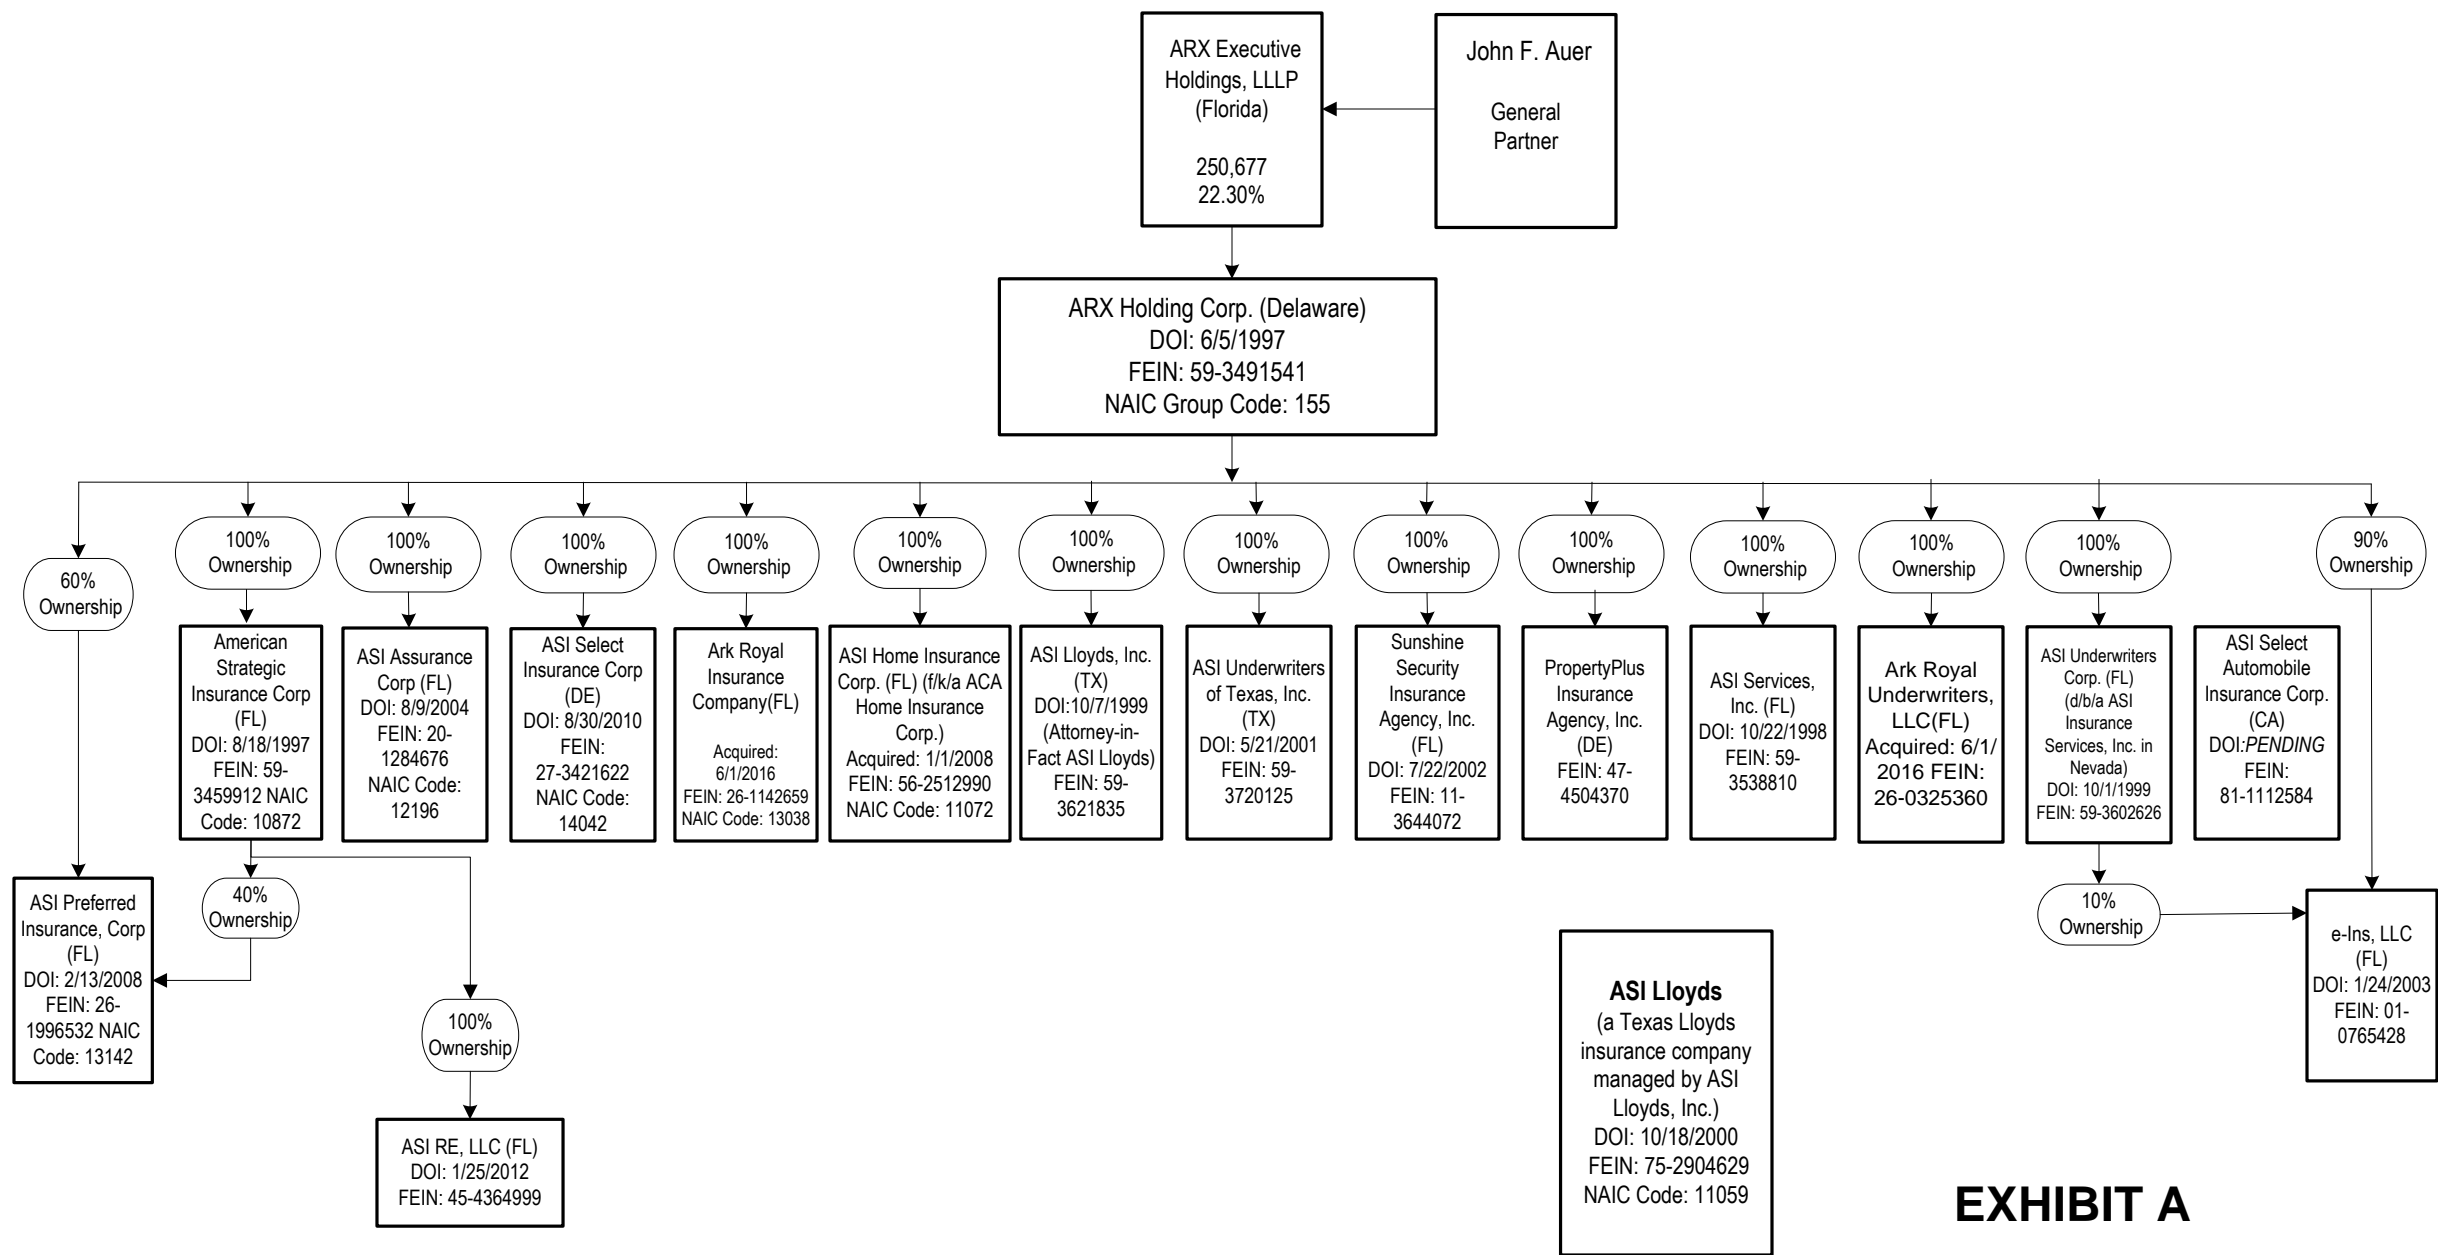 ARX Executive
Holdings, LLLP
(Florida)
250,677
22.30%
John F. Auer
General
Partner
ARX Holding Corp. (Delaware)
DOI: 6/5/1997
FEIN: 59-3491541
NAIC Group Code: 155
60%
Ownership
100%
Ownership
100%
Ownership
100%
Ownership
100%
Ownership
100%
Ownership
100%
Ownership
100%
Ownership
100%
Ownership
100%
Ownership
100%
Ownership
100%
Ownership
100%
Ownership
90%
Ownership
American
Strategic
Insurance Corp
(FL)
DOI: 8/18/1997
FEIN: 59-
3459912 NAIC
Code: 10872
ASI Assurance
Corp (FL)
DOI: 8/9/2004
FEIN: 20-
1284676
NAIC Code:
12196
ASI Select
Insurance Corp
(DE)
DOI: 8/30/2010
FEIN:
27-3421622
NAIC Code:
14042
Ark Royal
Insurance
Company(FL)
Acquired:
6/1/2016
FEIN: 26-1142659
NAIC Code: 13038
ASI Home Insurance
Corp. (FL) (f/k/a ACA
Home Insurance
Corp.)
Acquired: 1/1/2008
FEIN: 56-2512990
NAIC Code: 11072
ASI Lloyds, Inc.
(TX)
DOI:10/7/1999
(Attorney-in-
Fact ASI Lloyds)
FEIN: 59-
3621835
ASI Underwriters
of Texas, Inc.
(TX)
DOI: 5/21/2001
FEIN: 59-
3720125
Sunshine
Security
Insurance
Agency, Inc.
(FL)
DOI: 7/22/2002
FEIN: 11-
3644072
PropertyPlus
Insurance
Agency, Inc.
(DE)
FEIN: 47-
4504370
ASI Services,
Inc. (FL)
DOI: 10/22/1998
FEIN: 59-
3538810
Ark Royal
Underwriters,
LLC(FL)
Acquired: 6/1/
2016 FEIN:
26-0325360
ASI Underwriters
Corp. (FL)
(d/b/a ASI
Insurance
Services, Inc. in
Nevada)
DOI: 10/1/1999
FEIN: 59-3602626
ASI Select
Automobile
Insurance Corp.
(CA)
DOI:PENDING
FEIN:
81-1112584
ASI Preferred
Insurance, Corp
(FL)
DOI: 2/13/2008
FEIN: 26-
1996532 NAIC
Code: 13142
40%
Ownership
100%
Ownership
10%
Ownership
e-Ins, LLC
(FL)
DOI: 1/24/2003
FEIN: 01-
0765428
ASI RE, LLC (FL)
DOI: 1/25/2012
FEIN: 45-4364999
ASI Lloyds
(a Texas Lloyds
insurance company
managed by ASI
Lloyds, Inc.)
DOI: 10/18/2000
FEIN: 75-2904629
NAIC Code: 11059
EXHIBIT A